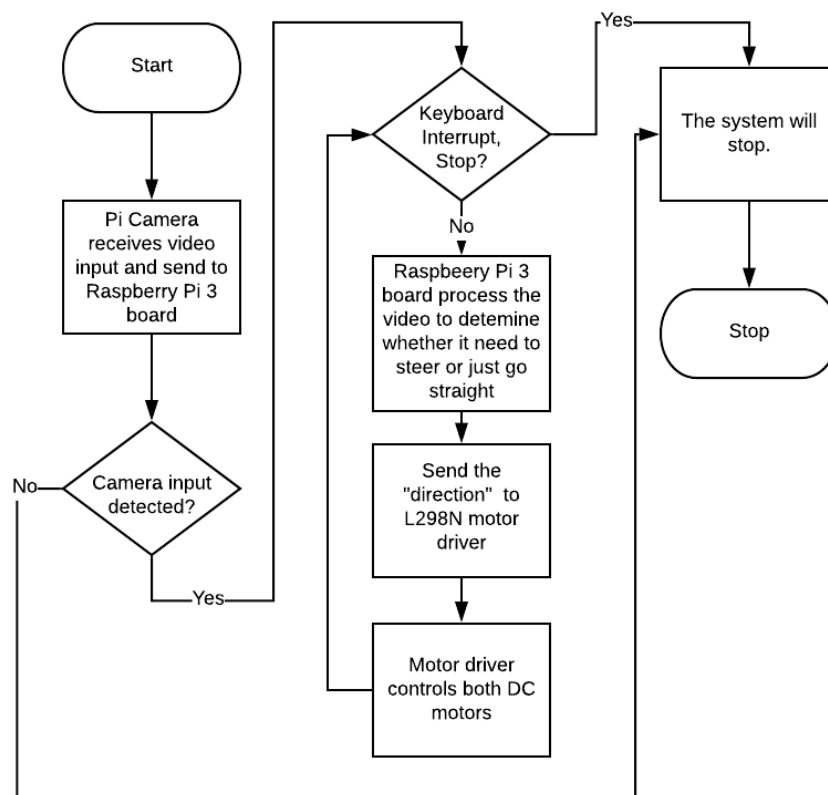 Start
Pi Camera
receives video
input and send to
Raspberry Pi 3
board
Camera input
detected?
No
Yes
Keyboard
Interrupt,
Stop?
No
Yes
Raspbeery Pi 3
board process the
video to detemine
whether it need to
steer or just go
straight
Send the
"direction" to
L298N motor
driver
Motor driver
controls both DC
motors
The system will
stop.
Stop